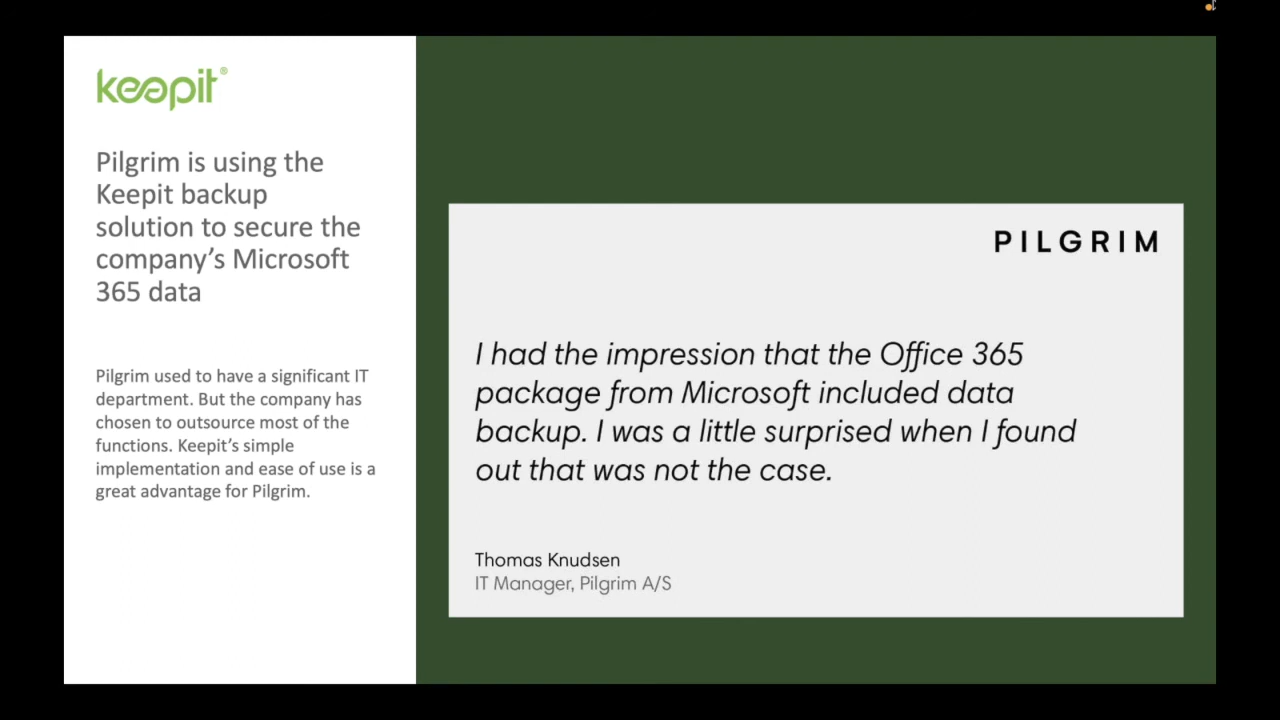 keepit®
Pilgrim is using the
Keepit backup
solution to secure the
company’s Microsoft
365 data
Pilgrim used to have a significant IT
department. But the company has
chosen to outsource most of the
functions. Keepit’s simple
implementation and ease of use is a
great advantage for Pilgrim.
PILGRIM
I had the impression that the Office 365
package from Microsoft included data
backup. I was a little surprised when I found
out that was not the case.
Thomas Knudsen
IT Manager, Pilgrim A/S